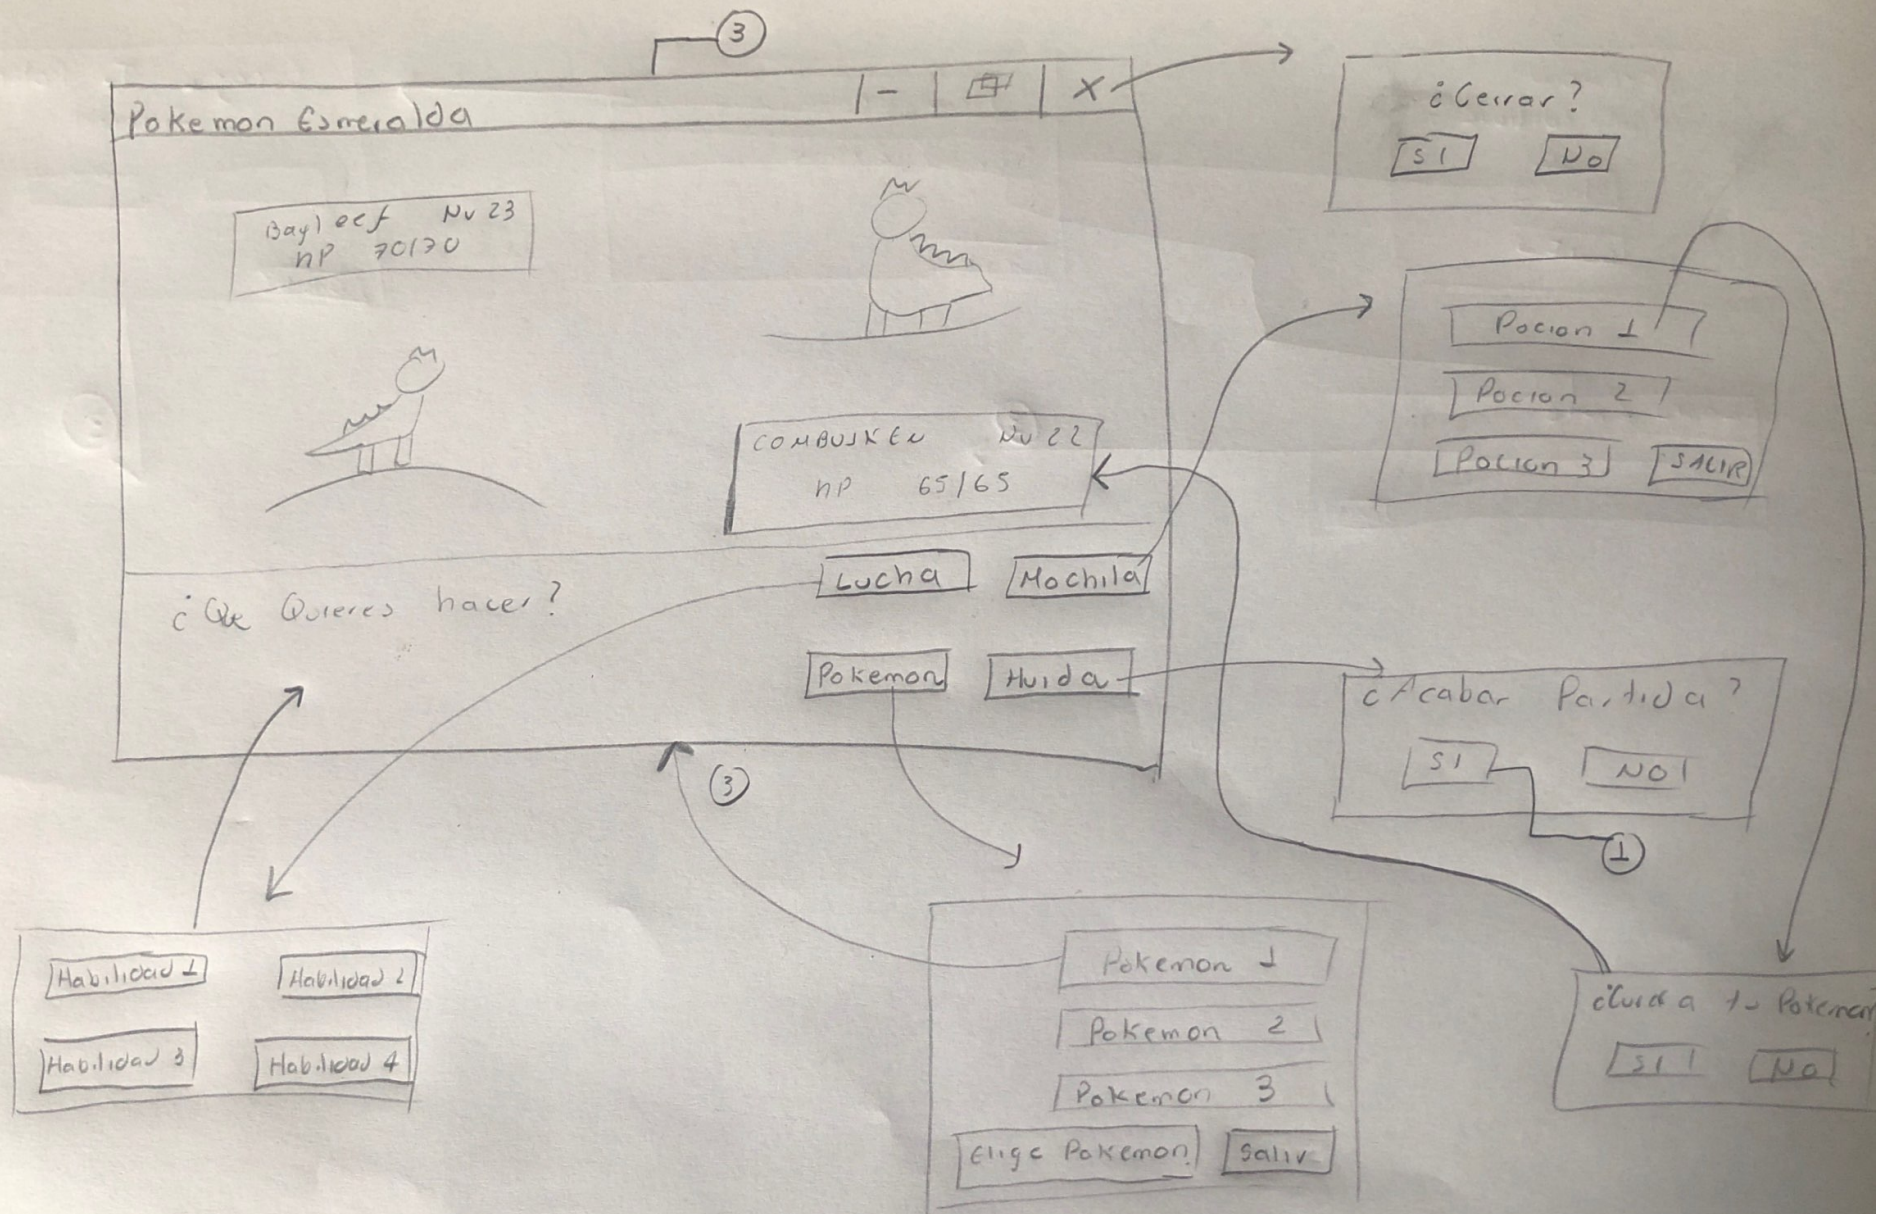 3
Pokemon Esmeralda - X
¿Cerrar?
SI NO
Bayleef Nv 23
HP 70/70
Pocion 1
Pocion 2
Pocion 3 SALIR
COMBUSKEN Nv 22
HP 65/65
¿Que Quieres hacer?
Lucha Mochila
Pokemon Huida
¿Acabar Partida?
SI NO
1
3
Habilidad 1 Habilidad 2
Habilidad 3 Habilidad 4
Pokemon 1
Pokemon 2
Pokemon 3
Elige Pokemon Salir
Pokemon
SI NO